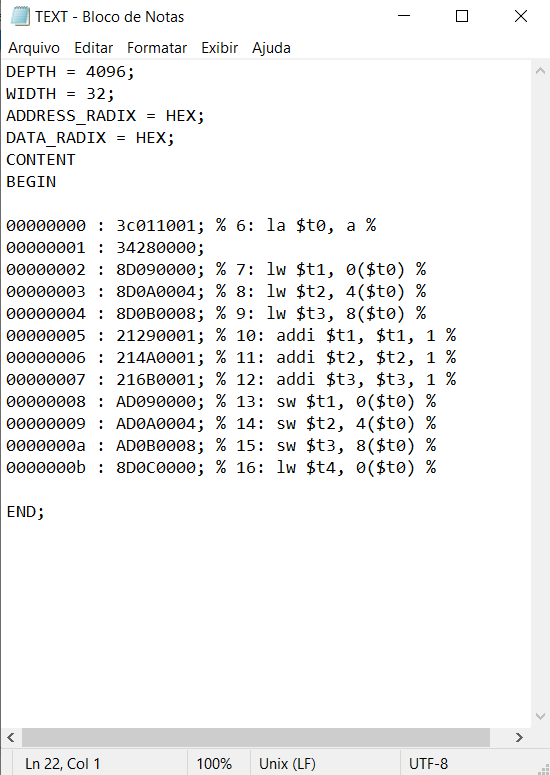 TEXT - Bloco de Notas
Arquivo Editar Formatar Exibir Ajuda
DEPTH = 4096;
WIDTH = 32;
ADDRESS_RADIX = HEX;
DATA_RADIX = HEX;
CONTENT
BEGIN
00000000 : 3c011001; % 6: la $t0, a %
00000001 : 34280000;
00000002 : 8D090000; % 7: lw $t1, 0($t0) %
00000003 : 8D0A0004; % 8: lw $t2, 4($t0) %
00000004 : 8D0B0008; % 9: lw $t3, 8($t0) %
00000005 : 21290001; % 10: addi $t1, $t1, 1 %
00000006 : 214A0001; % 11: addi $t2, $t2, 1 %
00000007 : 216B0001; % 12: addi $t3, $t3, 1 %
00000008 : AD090000; % 13: sw $t1, 0($t0) %
00000009 : AD0A0004; % 14: sw $t2, 4($t0) %
0000000a : AD0B0008; % 15: sw $t3, 8($t0) %
0000000b : 8D0C0000; % 16: lw $t4, 0($t0) %
END;
Ln 22, Col 1 100% Unix (LF) UTF-8